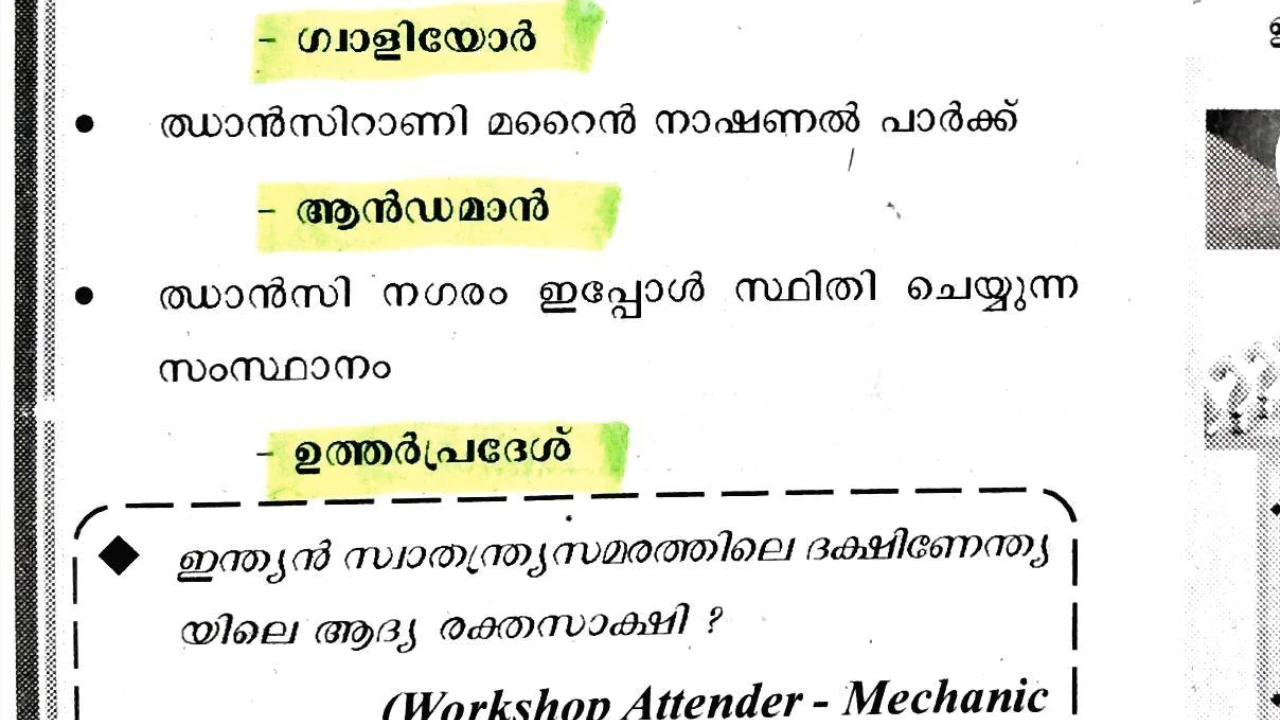 - ഗ്വാളിയോർ
• ഝാൻസിറാണി മറൈൻ നാഷണൽ പാർക്ക്
- ആൻഡമാൻ
• ഝാൻസി നഗരം ഇപ്പോൾ സ്ഥിതി ചെയ്യുന്ന
സംസ്ഥാനം
- ഉത്തർപ്രദേശ്
◆ ഇന്ത്യൻ സ്വാതന്ത്ര്യസമരത്തിലെ ദക്ഷിണേന്ത്യ
യിലെ ആദ്യ രക്തസാക്ഷി ?
(Workshop Attender - Mechanic